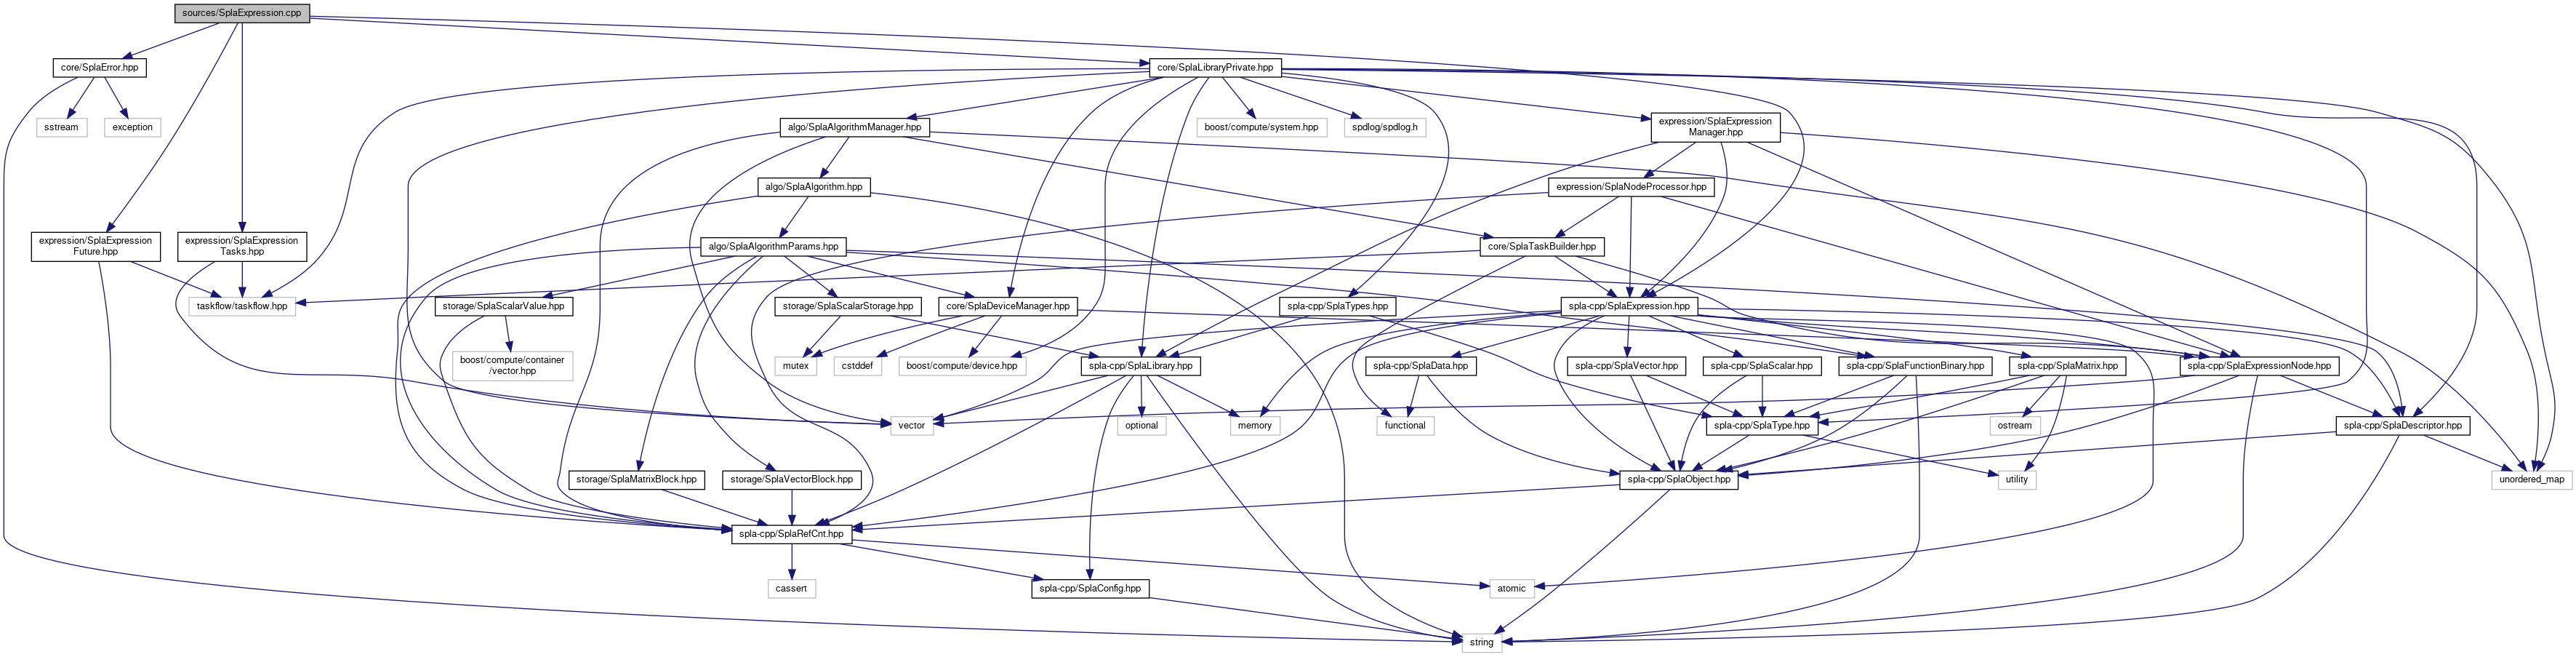 sources/SplaExpression.cpp
core/SplaError.hpp
core/SplaLibraryPrivate.hpp
sstream
exception
algo/SplaAlgorithmManager.hpp
boost/compute/system.hpp
spdlog/spdlog.h
expression/SplaExpression
Manager.hpp
algo/SplaAlgorithm.hpp
expression/SplaNodeProcessor.hpp
expression/SplaExpression
Future.hpp
expression/SplaExpression
Tasks.hpp
algo/SplaAlgorithmParams.hpp
core/SplaTaskBuilder.hpp
taskflow/taskflow.hpp
storage/SplaScalarValue.hpp
storage/SplaScalarStorage.hpp
core/SplaDeviceManager.hpp
spla-cpp/SplaTypes.hpp
spla-cpp/SplaExpression.hpp
boost/compute/container
/vector.hpp
mutex
cstddef
boost/compute/device.hpp
spla-cpp/SplaLibrary.hpp
spla-cpp/SplaData.hpp
spla-cpp/SplaVector.hpp
spla-cpp/SplaScalar.hpp
spla-cpp/SplaFunctionBinary.hpp
spla-cpp/SplaMatrix.hpp
spla-cpp/SplaExpressionNode.hpp
vector
optional
memory
functional
spla-cpp/SplaType.hpp
ostream
spla-cpp/SplaDescriptor.hpp
storage/SplaMatrixBlock.hpp
storage/SplaVectorBlock.hpp
spla-cpp/SplaObject.hpp
utility
unordered_map
spla-cpp/SplaRefCnt.hpp
cassert
spla-cpp/SplaConfig.hpp
atomic
string